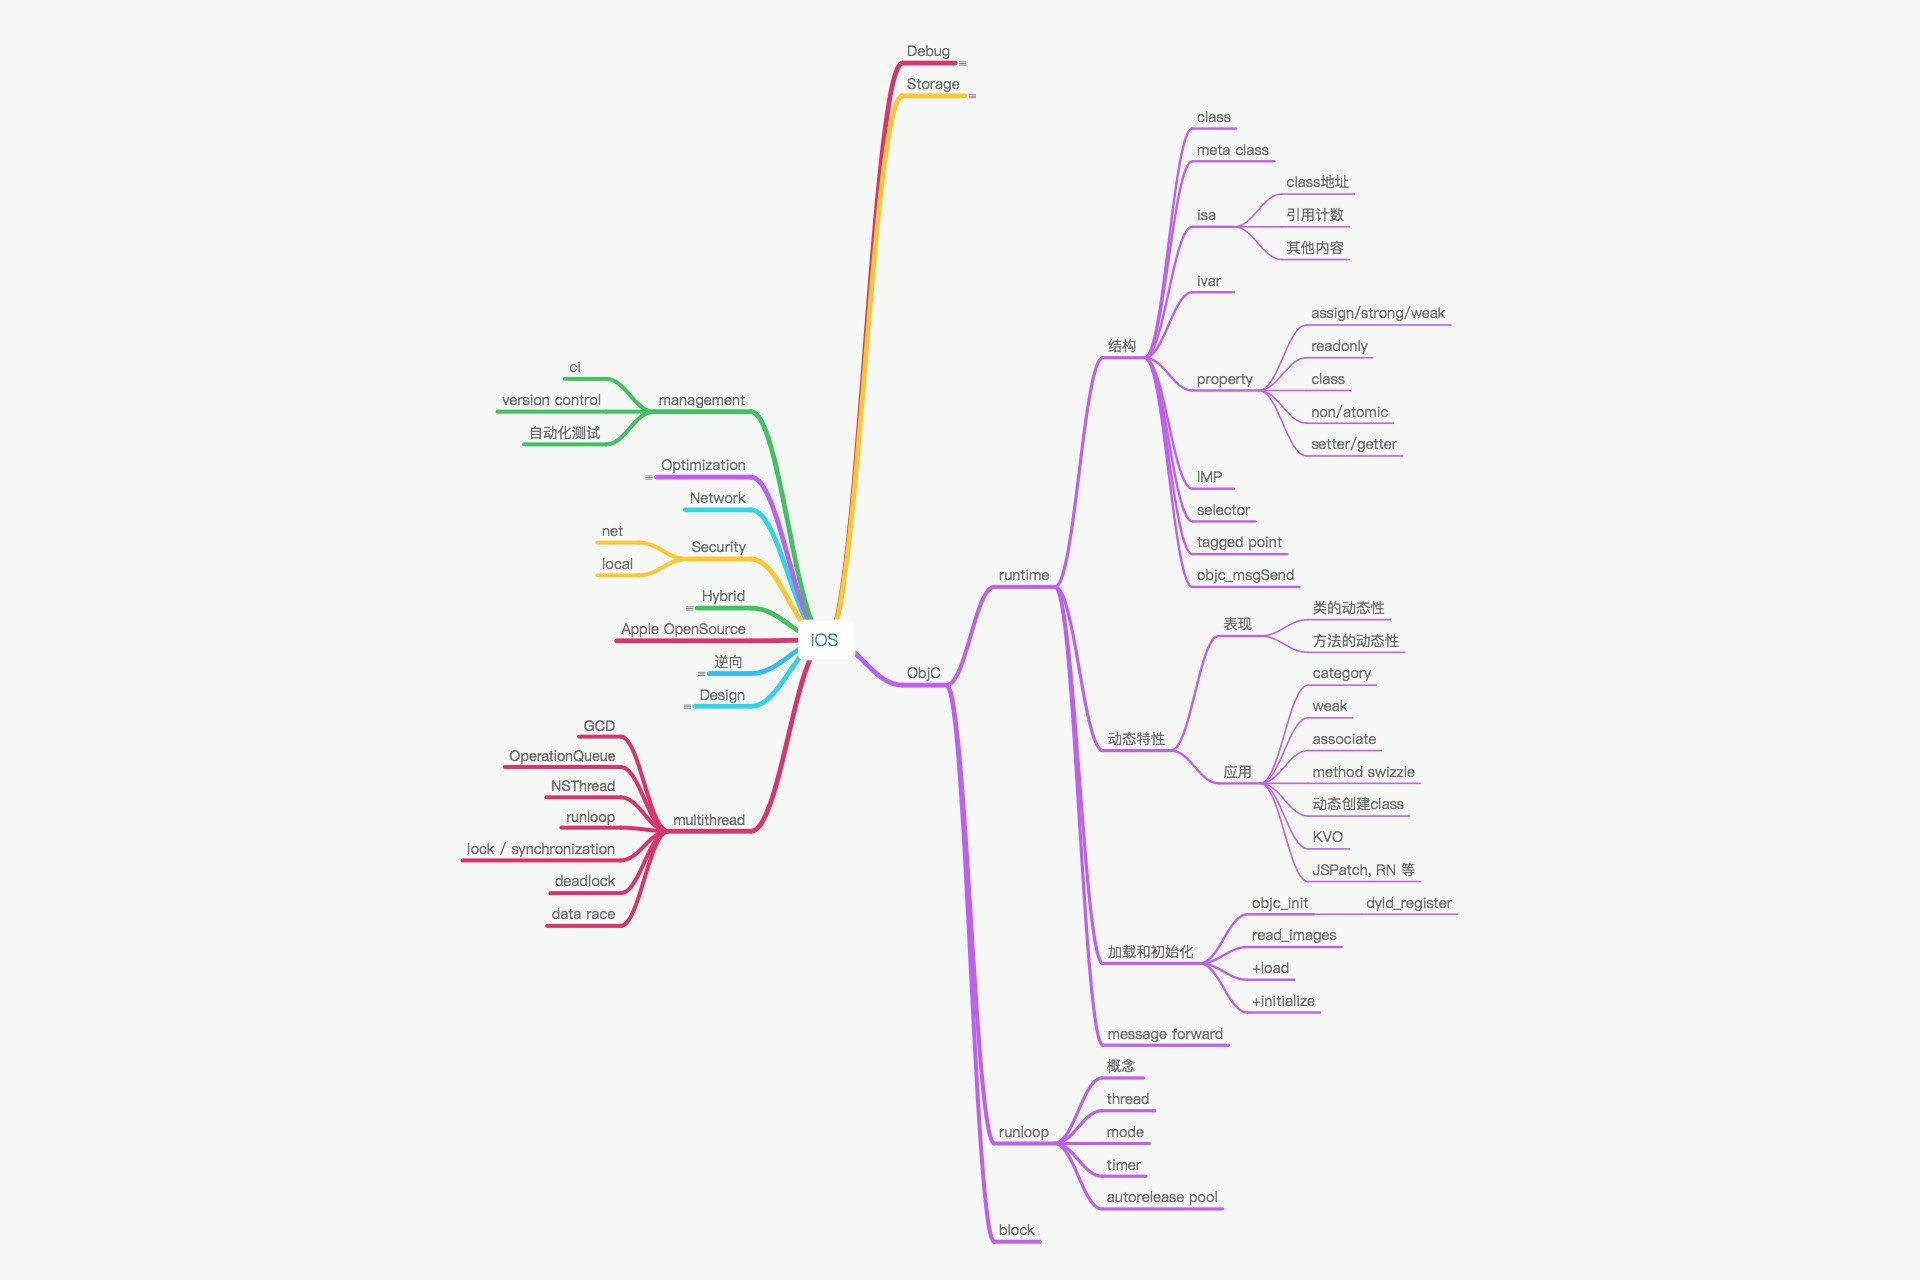 Debug
Storage
iOS
management
ci
version control
自动化测试
Optimization
Network
Security
net
local
Hybrid
Apple OpenSource
逆向
Design
multithread
GCD
OperationQueue
NSThread
runloop
lock / synchronization
deadlock
data race
ObjC
runtime
结构
class
meta class
isa
class地址
引用计数
其他内容
ivar
property
assign/strong/weak
readonly
class
non/atomic
setter/getter
IMP
selector
tagged point
objc_msgSend
动态特性
表现
类的动态性
方法的动态性
应用
category
weak
associate
method swizzle
动态创建class
KVO
JSPatch, RN 等
加载和初始化
objc_init
dyld_register
read_images
+load
+initialize
message forward
runloop
概念
thread
mode
timer
autorelease pool
block